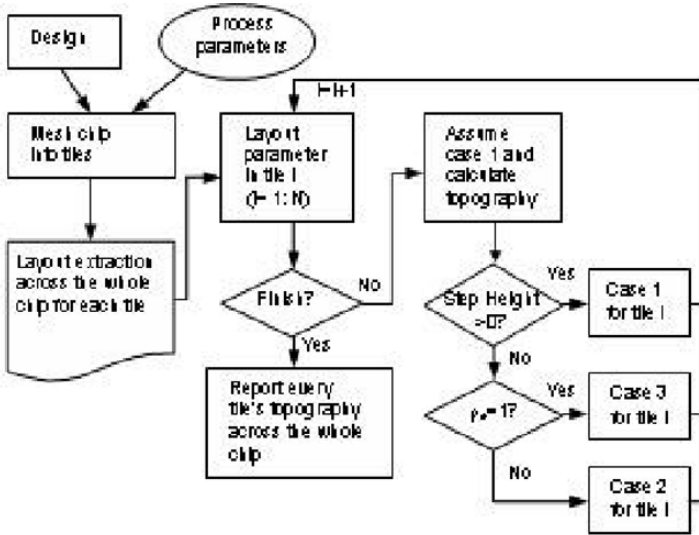 Design
Process
parameters
Mesh chip
into tiles
Layout extraction
across the whole
chip for each tile
i=i+1
Layout
parameter
in tile i
(i= 1: N)
Finish?
No
Yes
Report every
tile's topography
across the whole
chip
Assume
case 1 and
calculate
topography
Step Height
>0?
Yes
Case 1
for tile i
No
=1?
Yes
Case 3
for tile i
No
Case 2
for tile i